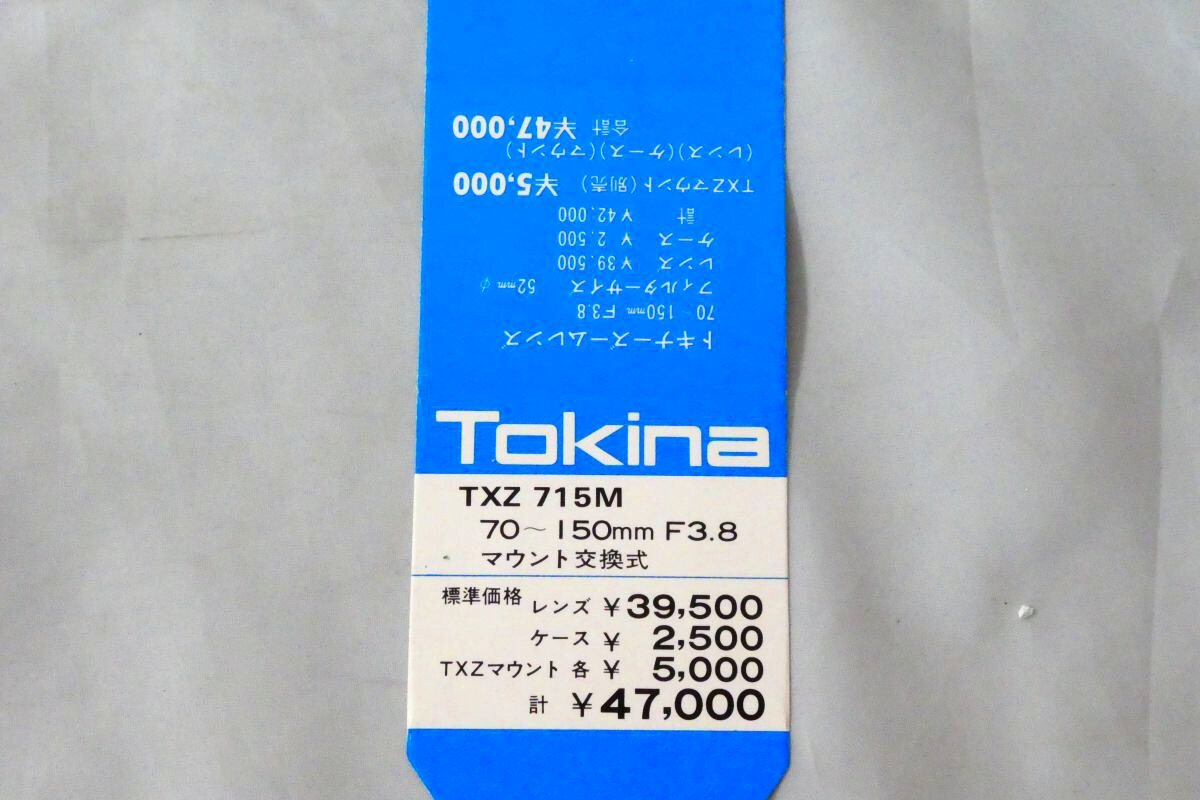 トキナーズームレンズ
70〜150mm F3.8
フィルターサイズ 52mmφ
レンズ ¥39.500
ケース ¥ 2.500
計 ¥42.000
TXZマウント(別売) ¥5,000
(レンズ)(ケース)(マウント)
合計 ¥47,000
Tokina
TXZ 715M
70〜150mm F3.8
マウント交換式
標準価格 レンズ ¥39,500
ケース ¥ 2,500
TXZマウント 各 ¥ 5,000
計 ¥47,000